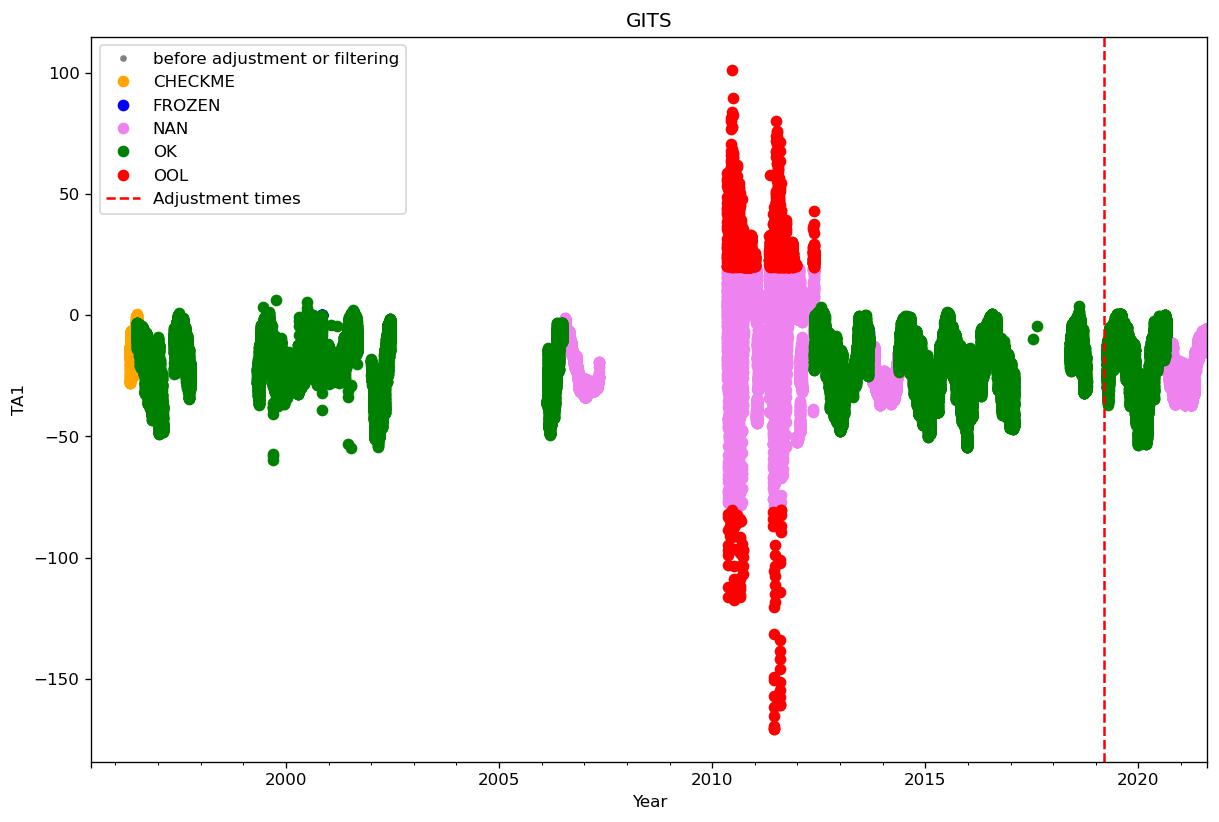 GITS
before adjustment or filtering
CHECKME
FROZEN
NAN
OK
OOL
Adjustment times
100
50
0
−50
−100
−150
TA1
2000
2005
2010
2015
2020
Year